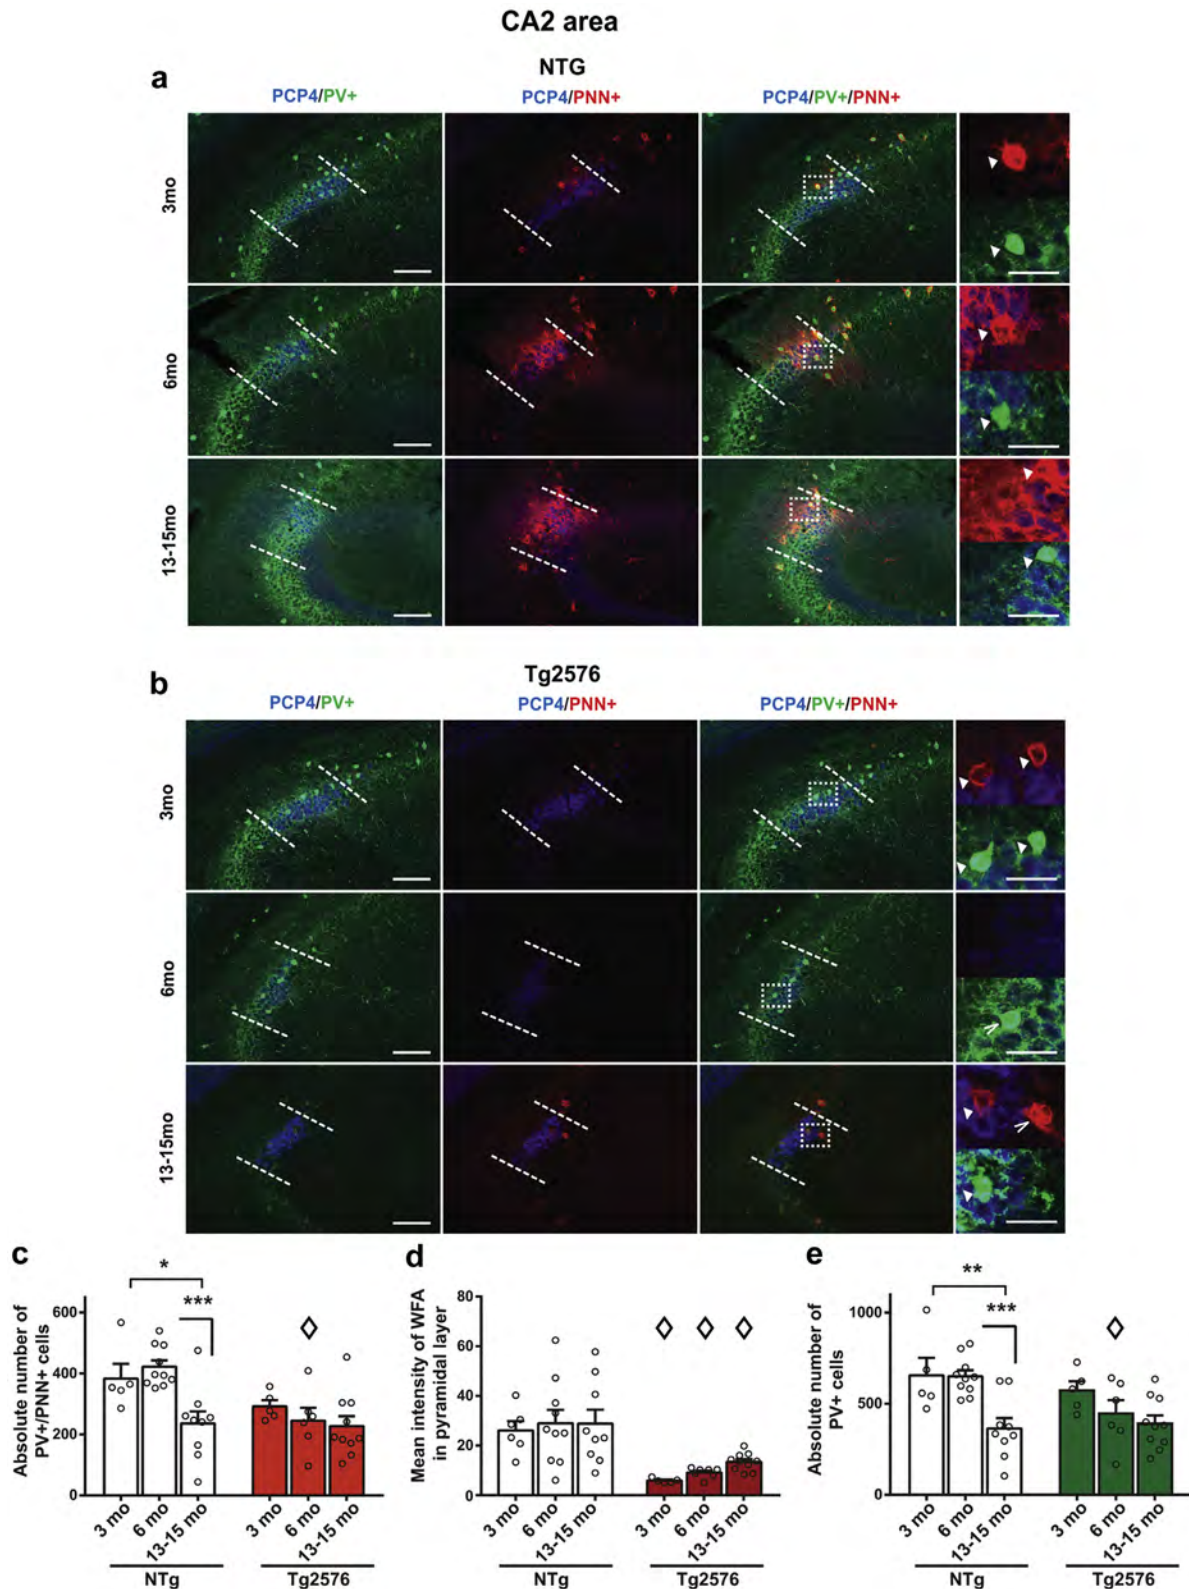 CA2 area
a
NTG
PCP4/PV+
PCP4/PNN+
PCP4/PV+/PNN+
3mo
6mo
13-15mo
b
Tg2576
PCP4/PV+
PCP4/PNN+
PCP4/PV+/PNN+
3mo
6mo
13-15mo
c
Absolute number of
PV+/PNN+ cells
600
400
200
0
*
***
3 mo
6 mo
13-15 mo
3 mo
6 mo
13-15 mo
NTg
Tg2576
d
Mean intensity of WFA
in pyramidal layer
80
60
40
20
0
3 mo
6 mo
13-15 mo
3 mo
6 mo
13-15 mo
NTg
Tg2576
e
Absolute number of
PV+ cells
1000
500
0
**
***
3 mo
6 mo
13-15 mo
3 mo
6 mo
13-15 mo
NTg
Tg2576